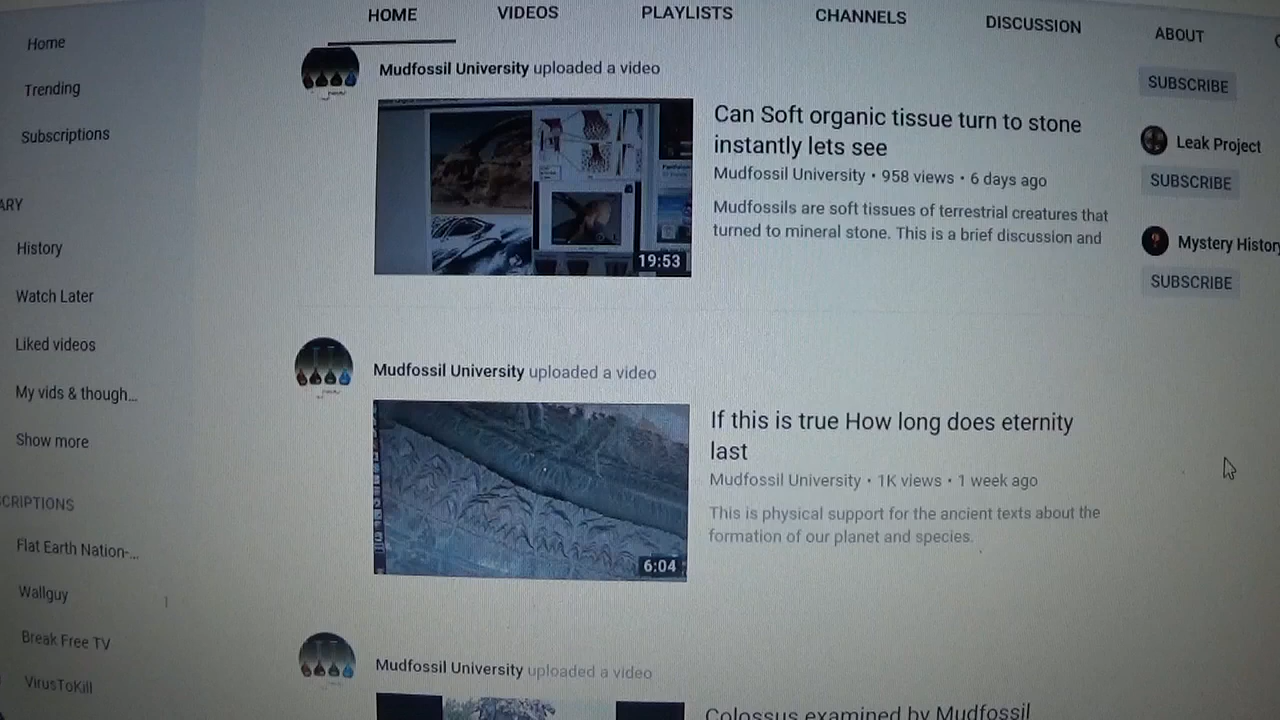 HOME
VIDEOS
PLAYLISTS
CHANNELS
DISCUSSION
ABOUT
Home
Trending
Subscriptions
ARY
History
Watch Later
Liked videos
My vids & though...
Show more
SCRIPTIONS
Flat Earth Nation-...
Wallguy
1
Break Free TV
VirusToKill
Mudfossil University uploaded a video
19:53
Can Soft organic tissue turn to stone
instantly lets see
Mudfossil University • 958 views • 6 days ago
Mudfossils are soft tissues of terrestrial creatures that
turned to mineral stone. This is a brief discussion and
Mudfossil University uploaded a video
6:04
If this is true How long does eternity
last
Mudfossil University • 1K views • 1 week ago
This is physical support for the ancient texts about the
formation of our planet and species.
Mudfossil University uploaded a video
Colossus examined by Mudfossil
SUBSCRIBE
Leak Project
SUBSCRIBE
Mystery History
SUBSCRIBE